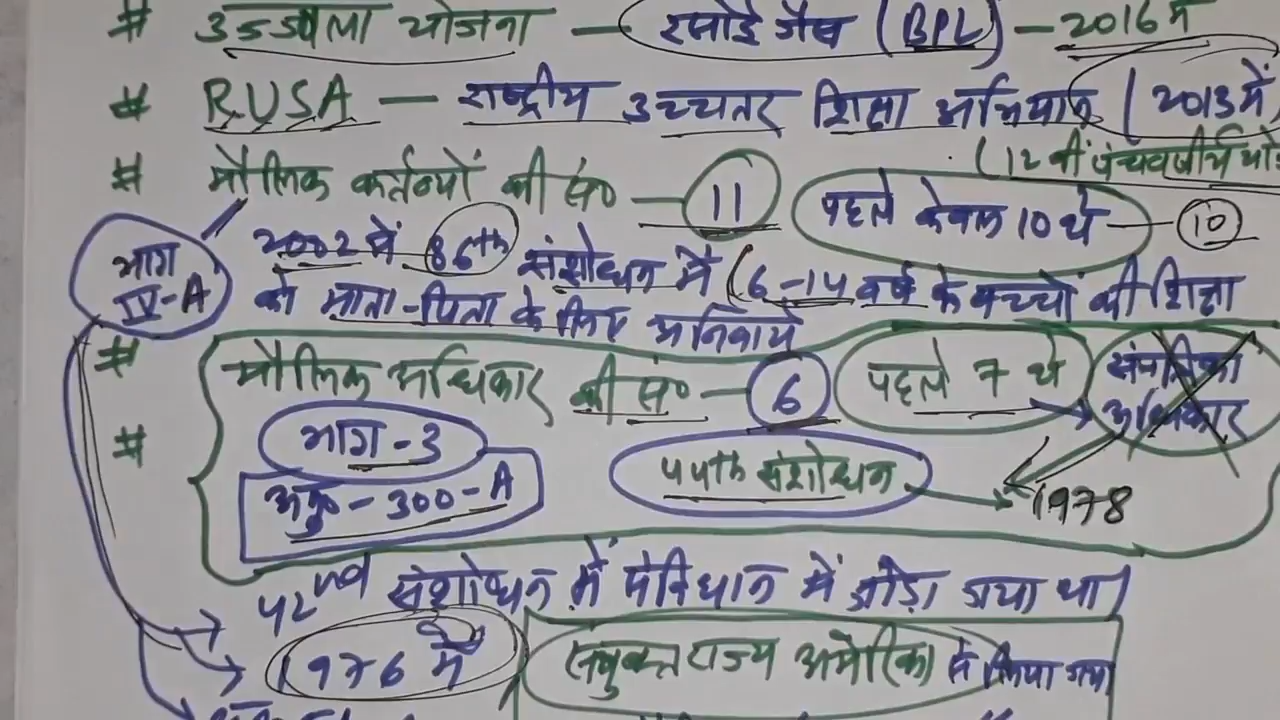 # उज्ज्वला योजना — रसोई गैस (BPL) — 2016 में
# RUSA — राष्ट्रीय उच्चतर शिक्षा अभियान (2013 में)
(12 वीं पंचवर्षीय यो
# मौलिक कर्तव्यों की सं० — 11 पहले केवल 10 थे — 10
भाग IV-A
2002 में 86th संशोधन में (6-14 वर्ष के बच्चों की शिक्षा
को माता-पिता के लिए अनिवार्य
# मौलिक अधिकार की सं० — 6 पहले 7 थे संपत्ति का अधिकार
# भाग - 3
अनु० - 300-A
44th संशोधन 1978
42nd संशोधन में संविधान में जोड़ा गया था
1976 में
संयुक्त राज्य अमेरिका से लिया गया